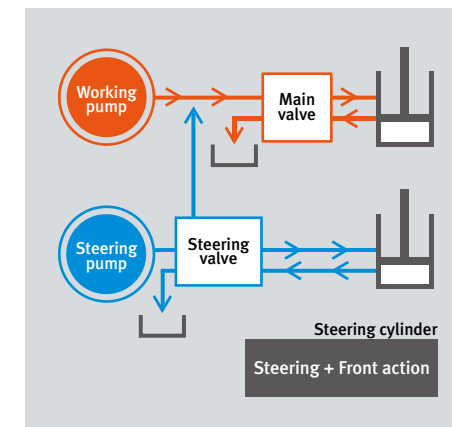 Working
pump
Main
valve
Steering
pump
Steering
valve
Steering cylinder
Steering + Front action